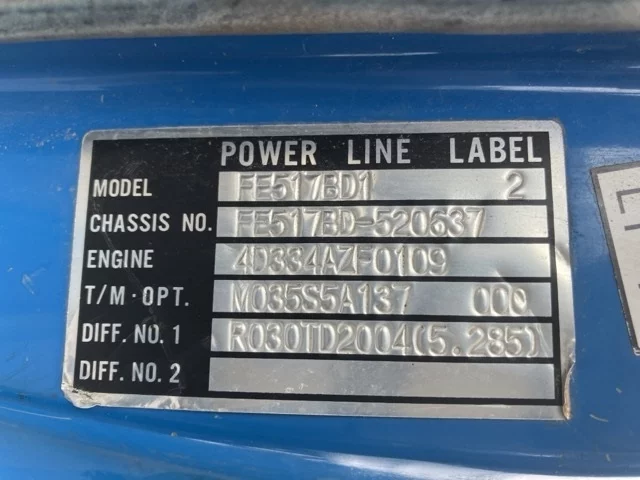 POWER LINE LABEL
MODEL FE517BD1 2
CHASSIS NO. FE517BD-520637
ENGINE 4D334AZF0109
T/M·OPT. M035S5A137 000
DIFF. NO. 1 R030TD2004(5.285)
DIFF. NO. 2